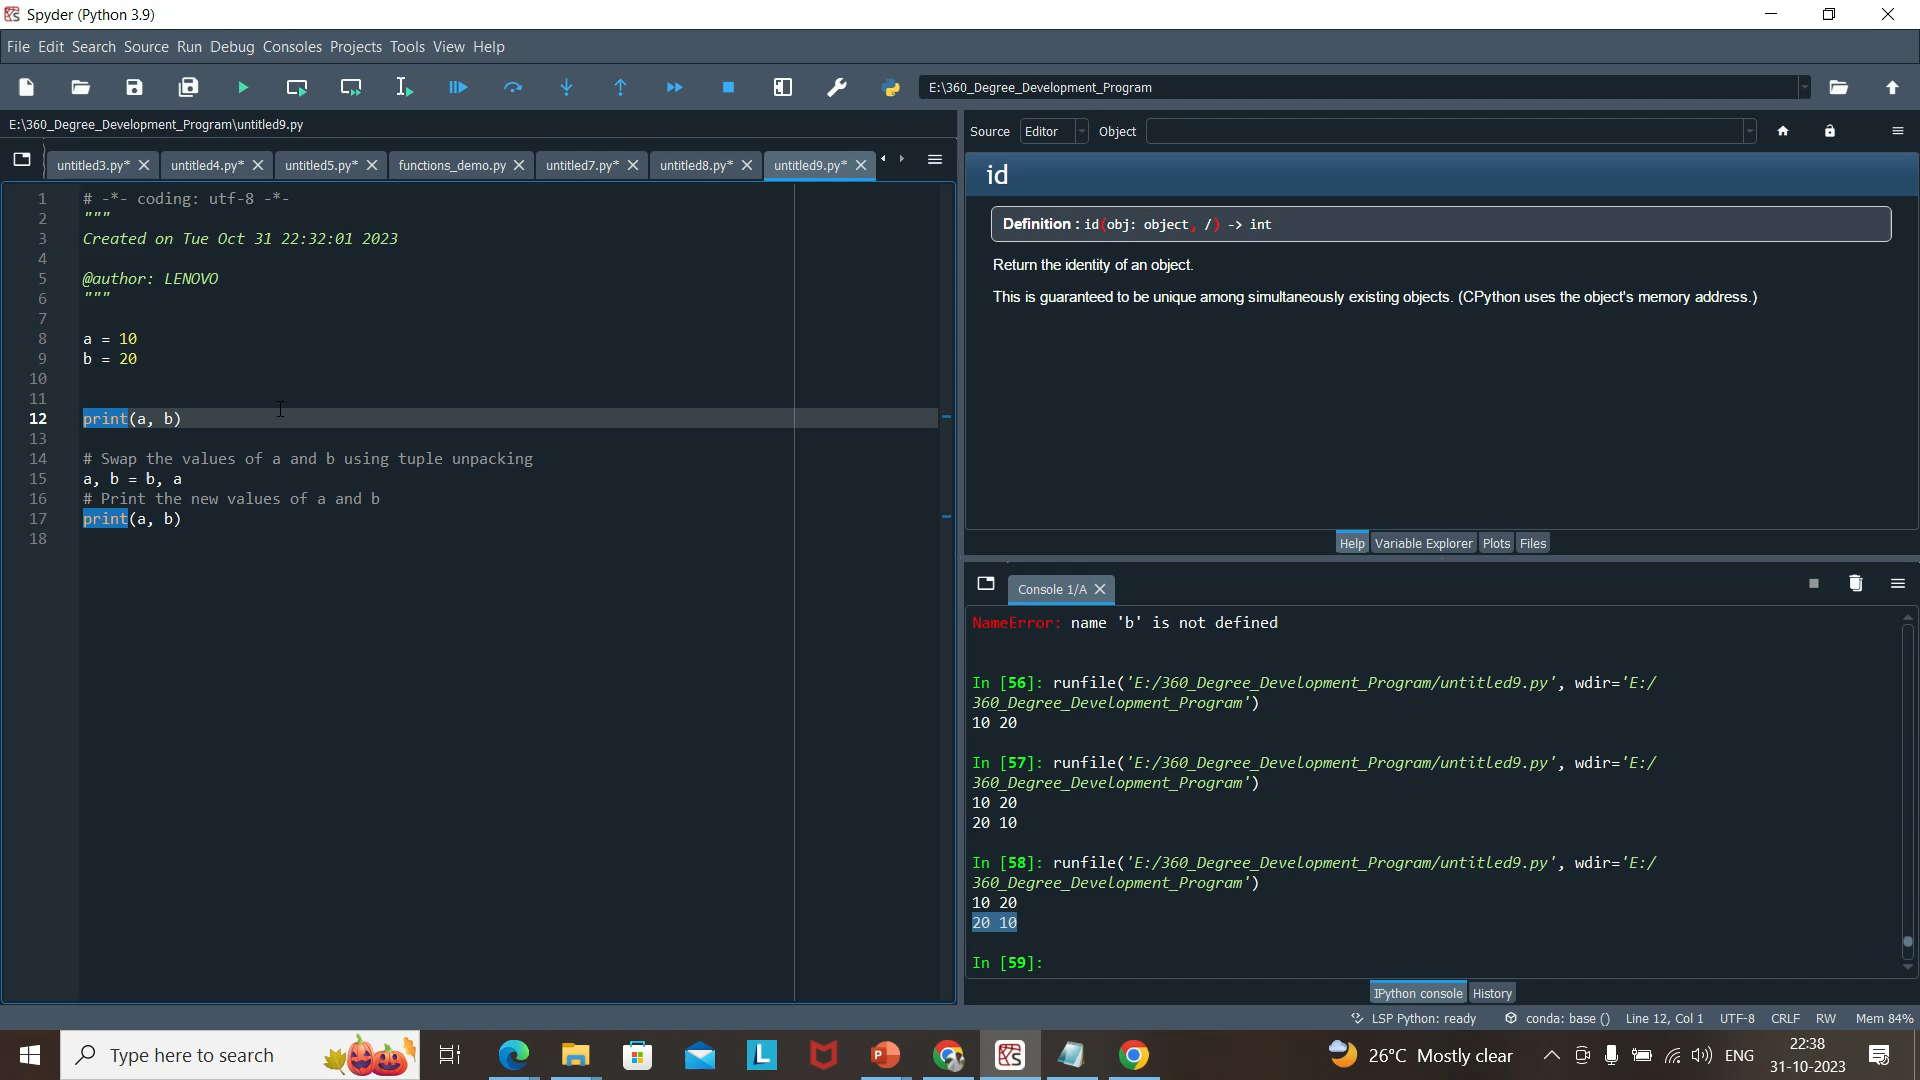 Spyder (Python 3.9)
File Edit Search Source Run Debug Consoles Projects Tools View Help
E:\360_Degree_Development_Program
E:\360_Degree_Development_Program\untitled9.py
untitled3.py* untitled4.py* untitled5.py* functions_demo.py untitled7.py* untitled8.py* untitled9.py*
1 # -*- coding: utf-8 -*-
2 """
3 Created on Tue Oct 31 22:32:01 2023
4
5 @author: LENOVO
6 """
7
8 a = 10
9 b = 20
10
11
12 print(a, b)
13
14 # Swap the values of a and b using tuple unpacking
15 a, b = b, a
16 # Print the new values of a and b
17 print(a, b)
18
Source Editor Object
id
Definition : id(obj: object, /) -> int
Return the identity of an object.
This is guaranteed to be unique among simultaneously existing objects. (CPython uses the object's memory address.)
Help Variable Explorer Plots Files
Console 1/A
NameError: name 'b' is not defined
In [56]: runfile('E:/360_Degree_Development_Program/untitled9.py', wdir='E:/
360_Degree_Development_Program')
10 20
In [57]: runfile('E:/360_Degree_Development_Program/untitled9.py', wdir='E:/
360_Degree_Development_Program')
10 20
20 10
In [58]: runfile('E:/360_Degree_Development_Program/untitled9.py', wdir='E:/
360_Degree_Development_Program')
10 20
20 10
In [59]:
IPython console History
LSP Python: ready conda: base () Line 12, Col 1 UTF-8 CRLF RW Mem 84%
Type here to search
L
P
26°C Mostly clear
ENG
22:38
31-10-2023